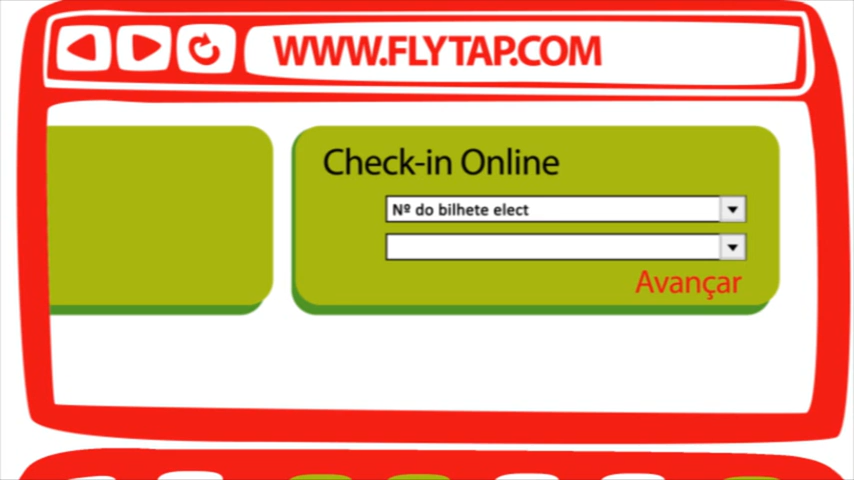 WWW.FLYTAP.COM
Check-in Online
Nº do bilhete elect
Avançar